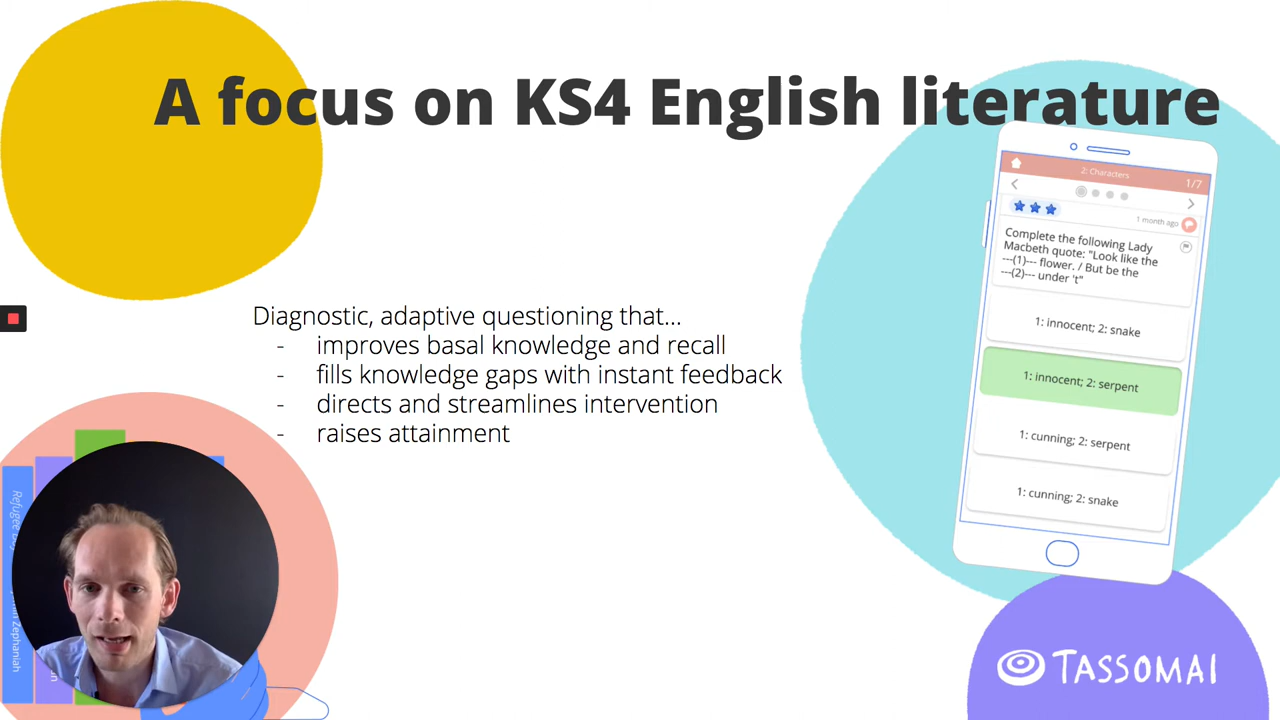 A focus on KS4 English literature
2: Characters
1/7
1 month ago
Complete the following Lady
Macbeth quote: "Look like the
---(1)--- flower. / But be the
---(2)--- under 't"
1: innocent; 2: snake
1: innocent; 2: serpent
1: cunning; 2: serpent
1: cunning; 2: snake
Diagnostic, adaptive questioning that...
- improves basal knowledge and recall
- fills knowledge gaps with instant feedback
- directs and streamlines intervention
- raises attainment
Refugee
Zephaniah
TASSOMAI